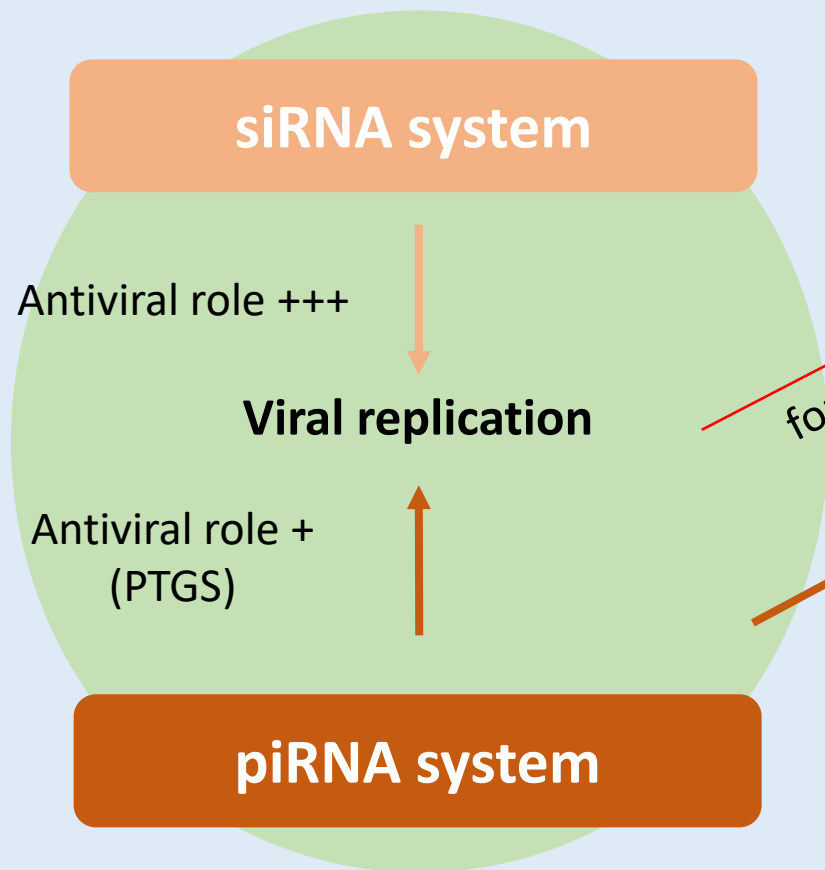 siRNA system
Antiviral role +++
Viral replication
Antiviral role +
(PTGS)
piRNA system